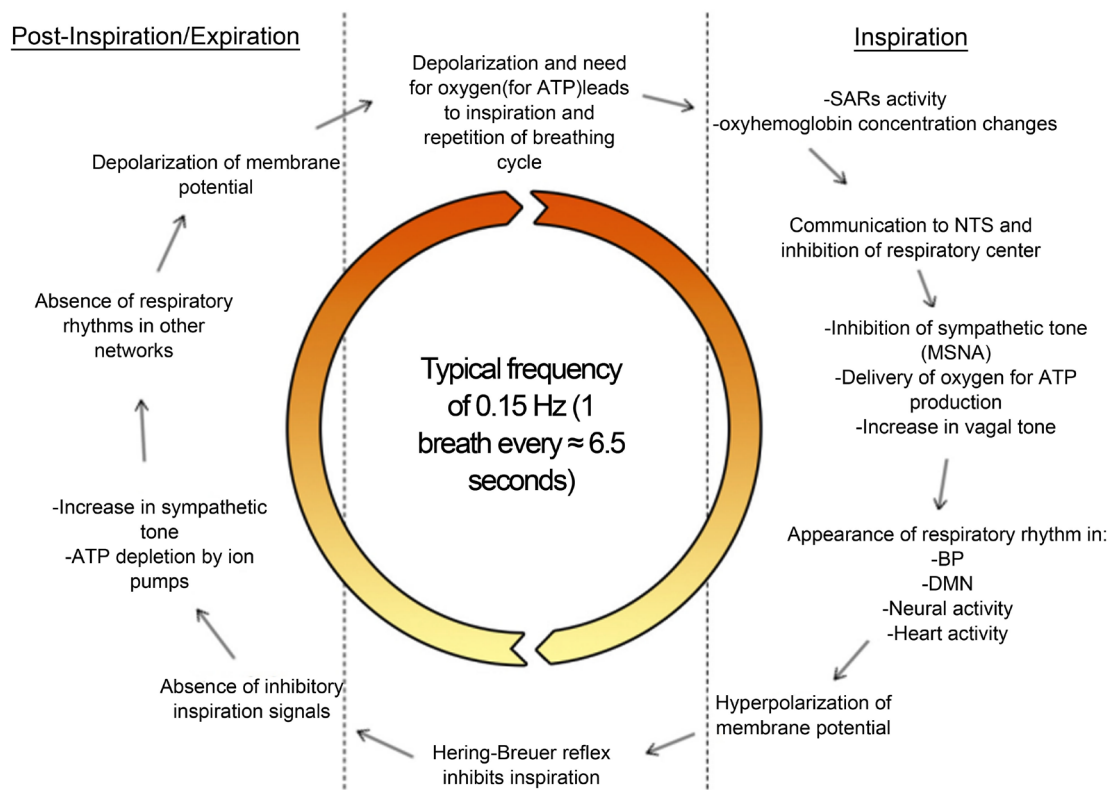 Post-Inspiration/Expiration
Inspiration
Depolarization and need
for oxygen(for ATP)leads
to inspiration and
repetition of breathing
cycle
-SARs activity
-oxyhemoglobin concentration changes
Communication to NTS and
inhibition of respiratory center
-Inhibition of sympathetic tone
(MSNA)
-Delivery of oxygen for ATP
production
-Increase in vagal tone
Appearance of respiratory rhythm in:
-BP
-DMN
-Neural activity
-Heart activity
Hyperpolarization of
membrane potential
Hering-Breuer reflex
inhibits inspiration
Absence of inhibitory
inspiration signals
-Increase in sympathetic
tone
-ATP depletion by ion
pumps
Absence of respiratory
rhythms in other
networks
Depolarization of membrane
potential
Typical frequency
of 0.15 Hz (1
breath every ≈ 6.5
seconds)